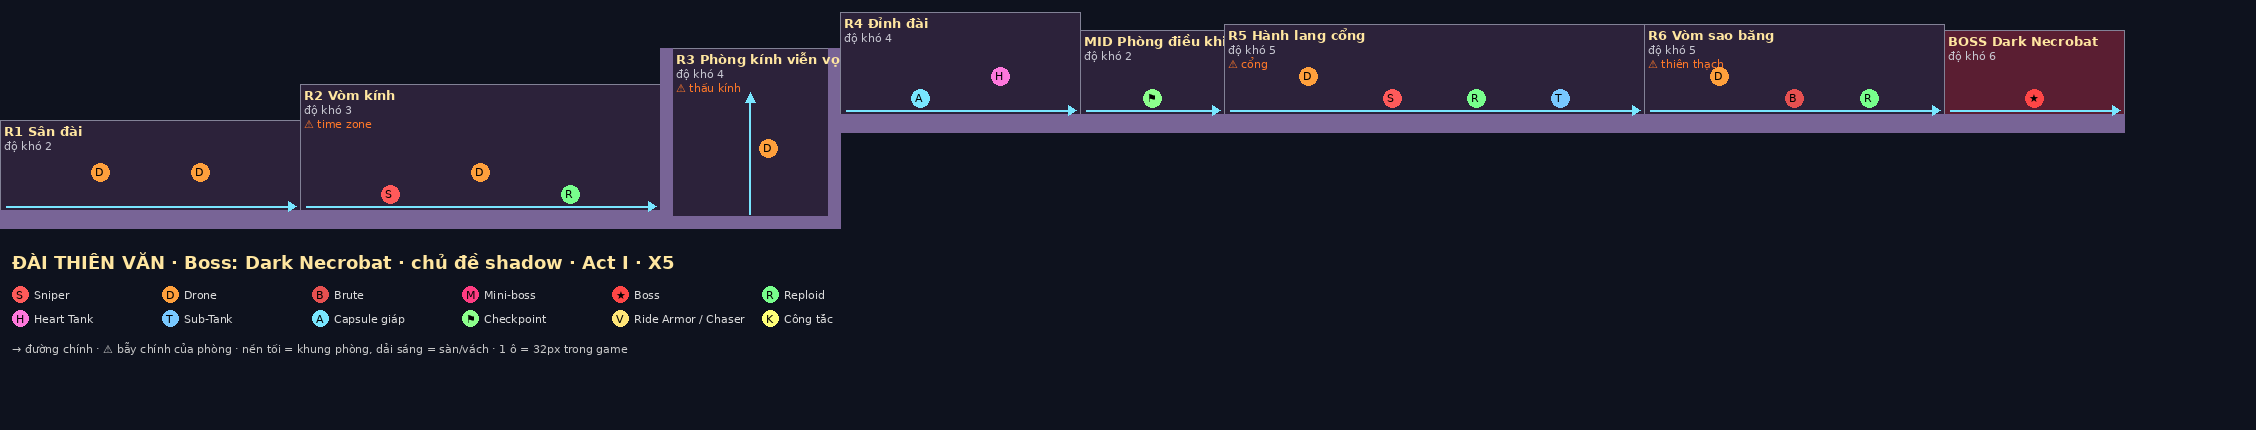 R1 Sân đài
độ khó 2
D
D
R2 Vòm kính
độ khó 3
⚠ time zone
S
D
R
R3 Phòng kính viễn vọ
độ khó 4
⚠ thấu kính
D
R4 Đỉnh đài
độ khó 4
A
H
MID Phòng điều khi
độ khó 2
⚑
R5 Hành lang cổng
độ khó 5
⚠ cổng
D
S
R
T
R6 Vòm sao băng
độ khó 5
⚠ thiên thạch
D
B
R
BOSS Dark Necrobat
độ khó 6
★
ĐÀI THIÊN VĂN · Boss: Dark Necrobat · chủ đề shadow · Act I · X5
S Sniper D Drone B Brute M Mini-boss ★ Boss R Reploid
H Heart Tank T Sub-Tank A Capsule giáp ⚑ Checkpoint V Ride Armor / Chaser K Công tắc
→ đường chính · ⚠ bẫy chính của phòng · nền tối = khung phòng, dải sáng = sàn/vách · 1 ô = 32px trong game